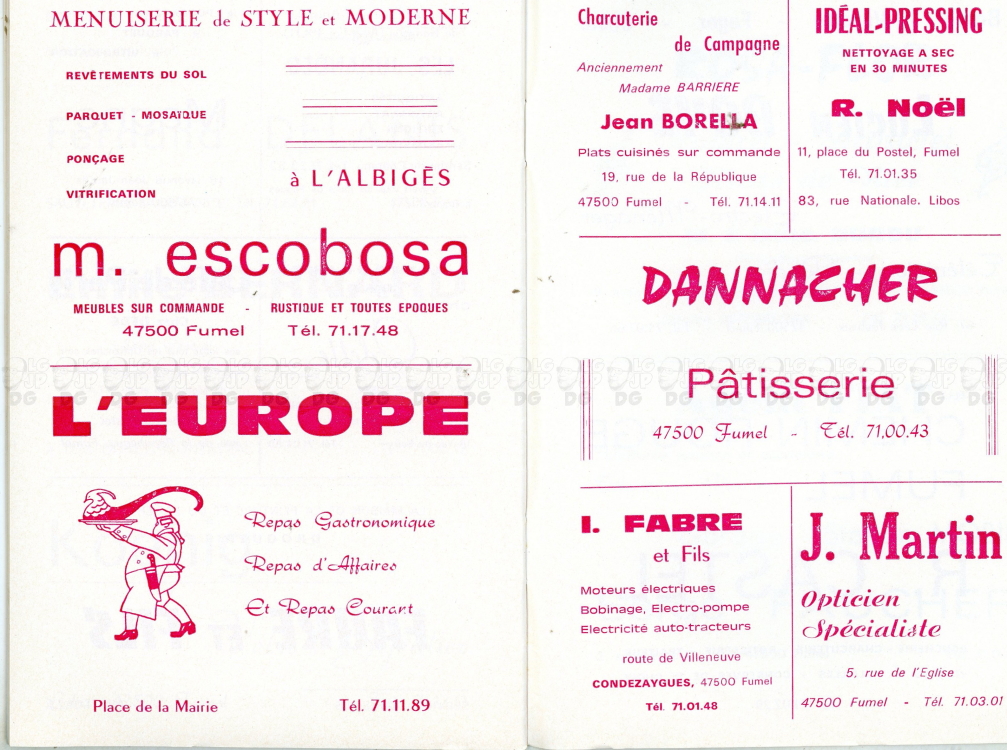 MENUISERIE de STYLE et MODERNE
REVÊTEMENTS DU SOL
PARQUET - MOSAÏQUE
PONÇAGE
VITRIFICATION
à L'ALBIGÈS
m. escobosa
MEUBLES SUR COMMANDE - RUSTIQUE ET TOUTES EPOQUES
47500 Fumel Tél. 71.17.48
L'EUROPE
Repas Gastronomique
Repas d'Affaires
Et Repas Courant
Place de la Mairie Tél. 71.11.89
Charcuterie
de Campagne
Anciennement
Madame BARRIERE
Jean BORELLA
Plats cuisinés sur commande
19, rue de la République
47500 Fumel - Tél. 71.14.11
IDÉAL-PRESSING
NETTOYAGE A SEC
EN 30 MINUTES
R. Noël
11, place du Postel, Fumel
Tél. 71.01.35
83, rue Nationale. Libos
DANNACHER
Pâtisserie
47500 Fumel - Tél. 71.00.43
I. FABRE
et Fils
Moteurs électriques
Bobinage, Electro-pompe
Electricité auto-tracteurs
route de Villeneuve
CONDEZAYGUES, 47500 Fumel
Tél. 71.01.48
J. Martin
Opticien
Spécialiste
5, rue de l'Eglise
47500 Fumel - Tél. 71.03.01